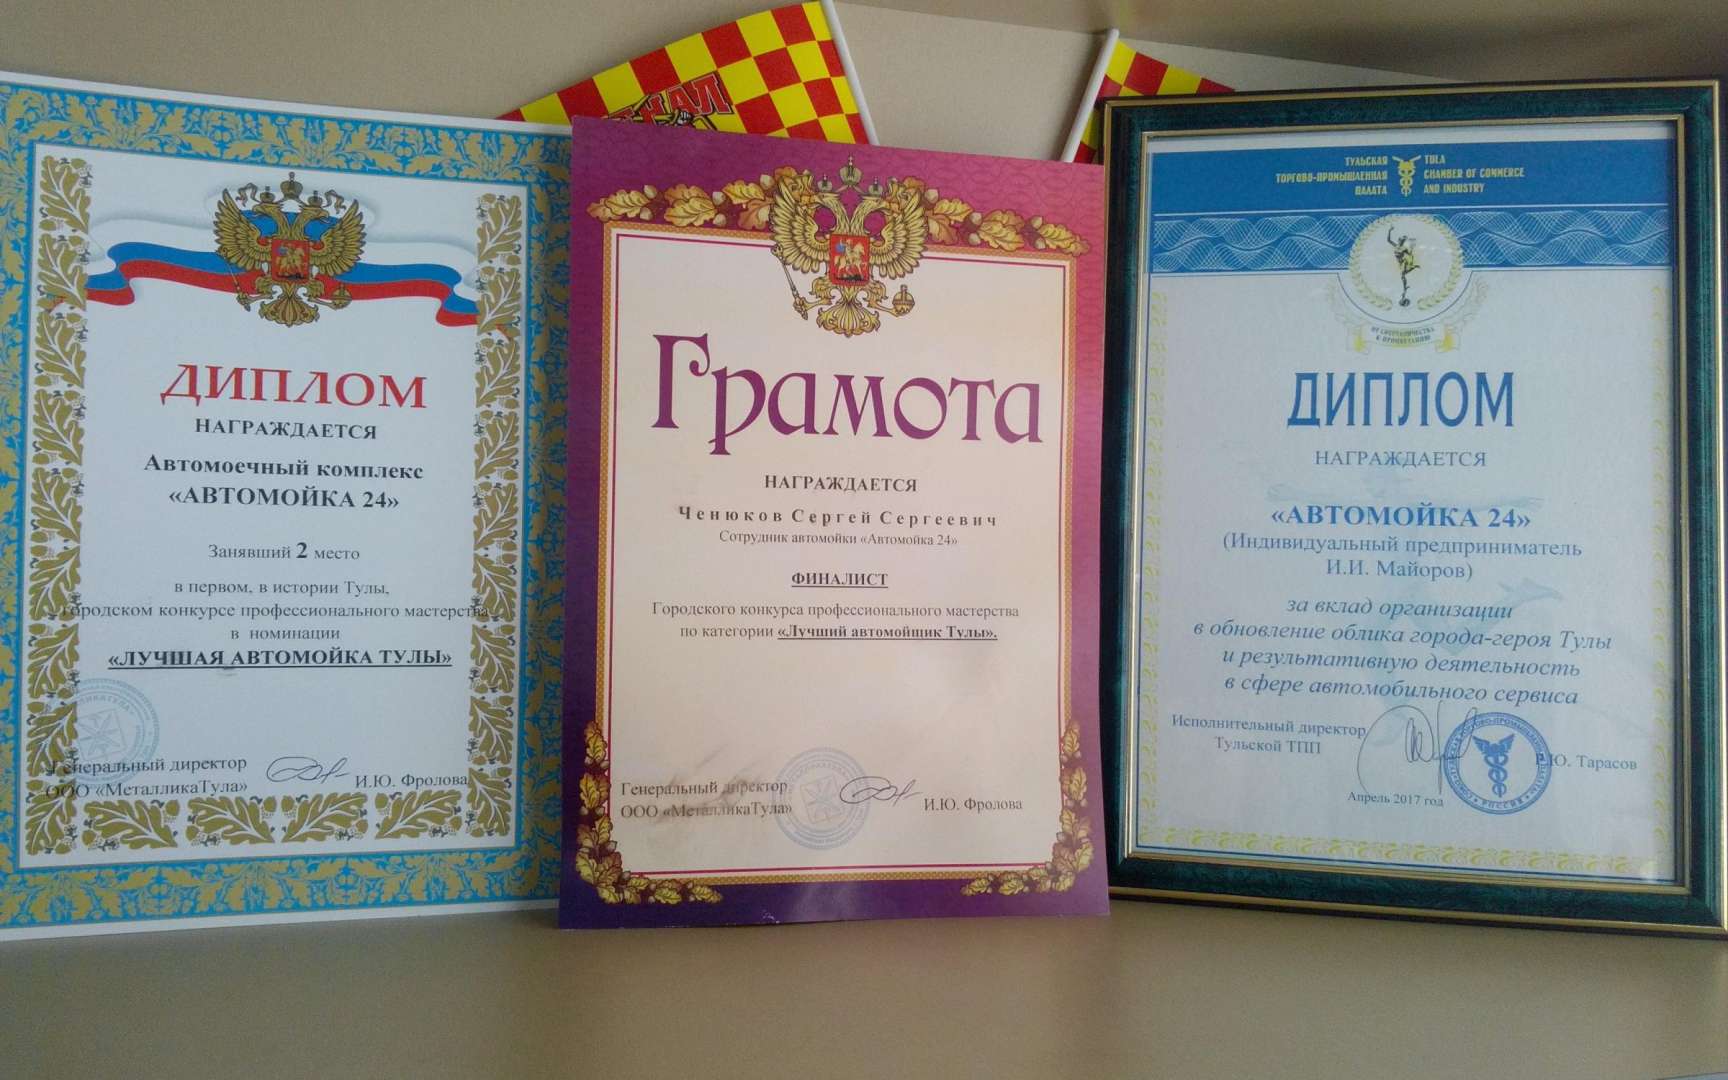 ДИПЛОМ
НАГРАЖДАЕТСЯ
Автомоечный комплекс
«АВТОМОЙКА 24»
Занявший 2 место
в первом, в истории Тулы,
городском конкурсе профессионального мастерства
в номинации
«ЛУЧШАЯ АВТОМОЙКА ТУЛЫ»
Генеральный директор
ООО «МеталликаТула»
И.Ю. Фролова
Грамота
НАГРАЖДАЕТСЯ
Ченюков Сергей Сергеевич
Сотрудник автомойки «Автомойка 24»
ФИНАЛИСТ
Городского конкурса профессионального мастерства
по категории «Лучший автомойщик Тулы».
Генеральный директор
ООО «МеталликаТула»
И.Ю. Фролова
ТУЛЬСКАЯ
ТОРГОВО-ПРОМЫШЛЕННАЯ
ПАЛАТА
TULA
CHAMBER OF COMMERCE
AND INDUSTRY
ОТ СОТРУДНИЧЕСТВА
К ПРОЦВЕТАНИЮ
ДИПЛОМ
НАГРАЖДАЕТСЯ
«АВТОМОЙКА 24»
(Индивидуальный предприниматель
И.И. Майоров)
за вклад организации
в обновление облика города-героя Тулы
и результативную деятельность
в сфере автомобильного сервиса
Исполнительный директор
Тульской ТПП
Ю. Тарасов
Апрель 2017 год
РОССИЯ